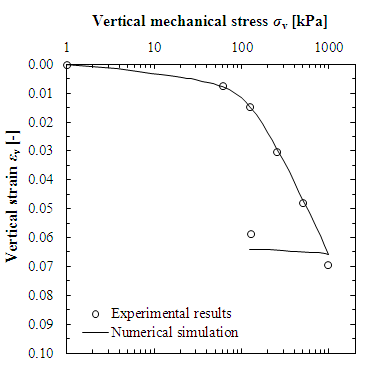 Vertical mechanical stress σv [kPa]
1 10 100 1000
Vertical strain εv [-]
0.00
0.01
0.02
0.03
0.04
0.05
0.06
0.07
0.08
0.09
0.10
Experimental results
Numerical simulation